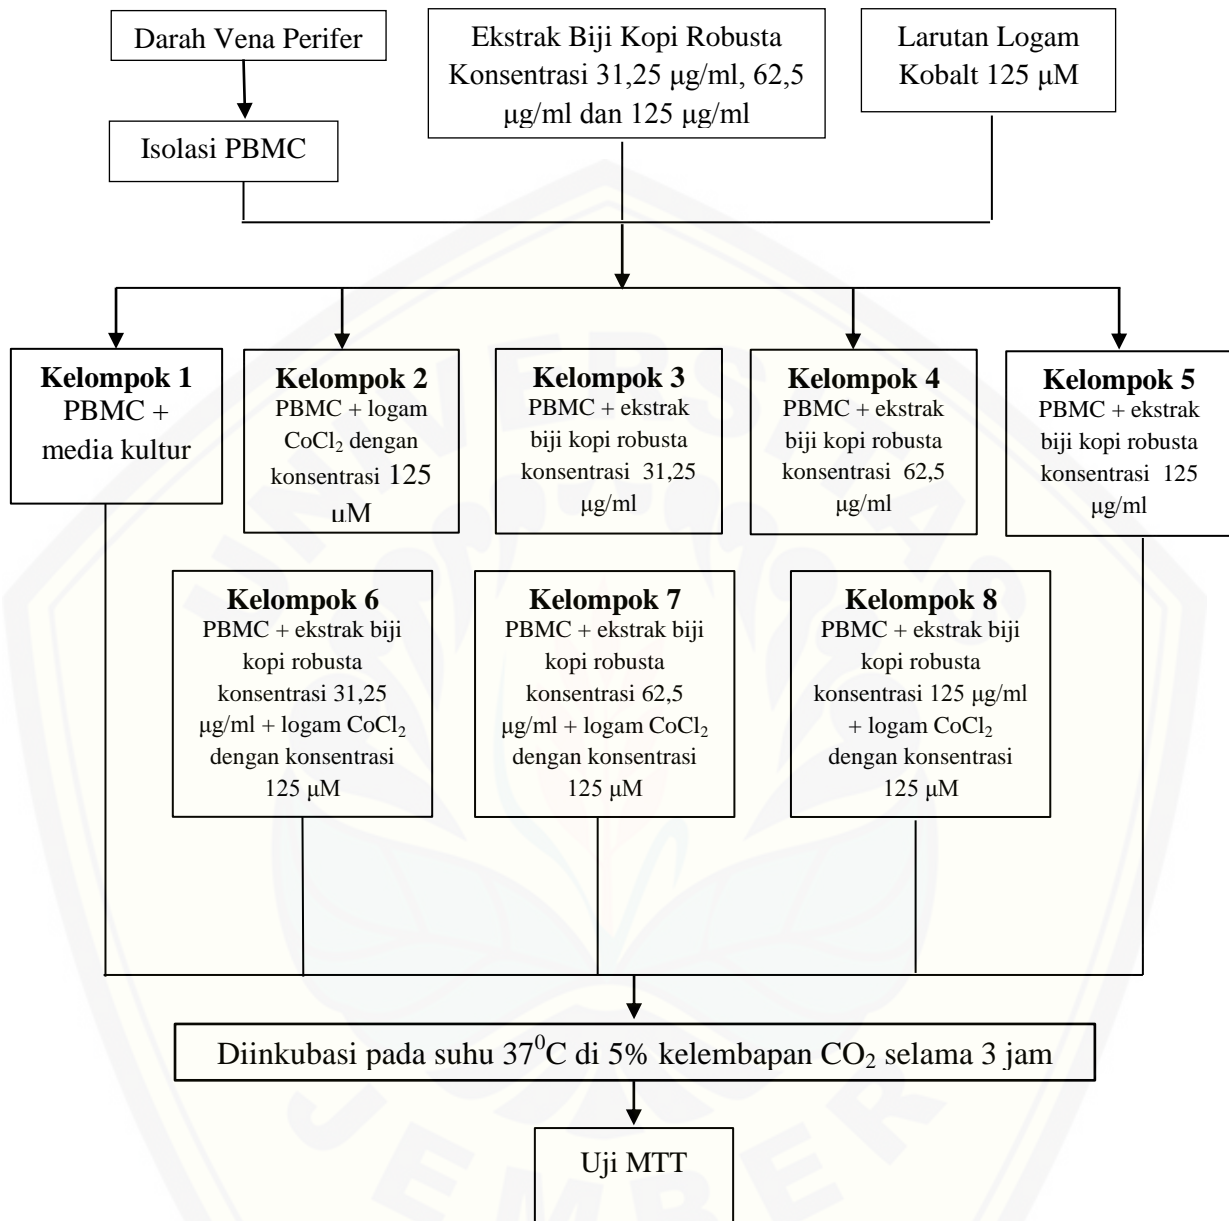 Darah Vena Perifer
Isolasi PBMC
Ekstrak Biji Kopi Robusta
Konsentrasi 31,25 μg/ml, 62,5
μg/ml dan 125 μg/ml
Larutan Logam
Kobalt 125 μM
Kelompok 1
PBMC +
media kultur
Kelompok 2
PBMC + logam
CoCl₂ dengan
konsentrasi 125
μM
Kelompok 3
PBMC + ekstrak
biji kopi robusta
konsentrasi 31,25
μg/ml
Kelompok 4
PBMC + ekstrak
biji kopi robusta
konsentrasi 62,5
μg/ml
Kelompok 5
PBMC + ekstrak
biji kopi robusta
konsentrasi 125
μg/ml
Kelompok 6
PBMC + ekstrak biji
kopi robusta
konsentrasi 31,25
μg/ml + logam CoCl₂
dengan konsentrasi
125 μM
Kelompok 7
PBMC + ekstrak biji
kopi robusta
konsentrasi 62,5
μg/ml + logam CoCl₂
dengan konsentrasi
125 μM
Kelompok 8
PBMC + ekstrak biji
kopi robusta
konsentrasi 125 μg/ml
+ logam CoCl₂
dengan konsentrasi
125 μM
Diinkubasi pada suhu 37⁰C di 5% kelembapan CO₂ selama 3 jam
Uji MTT
UNIVERSITAS
JEMBER